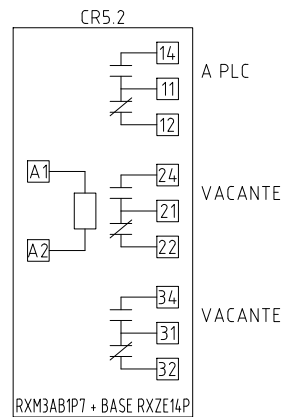 CR5.2
14
A PLC
11
12
A1
24
VACANTE
21
A2
22
34
VACANTE
31
32
RXM3AB1P7 + BASE RXZE14P